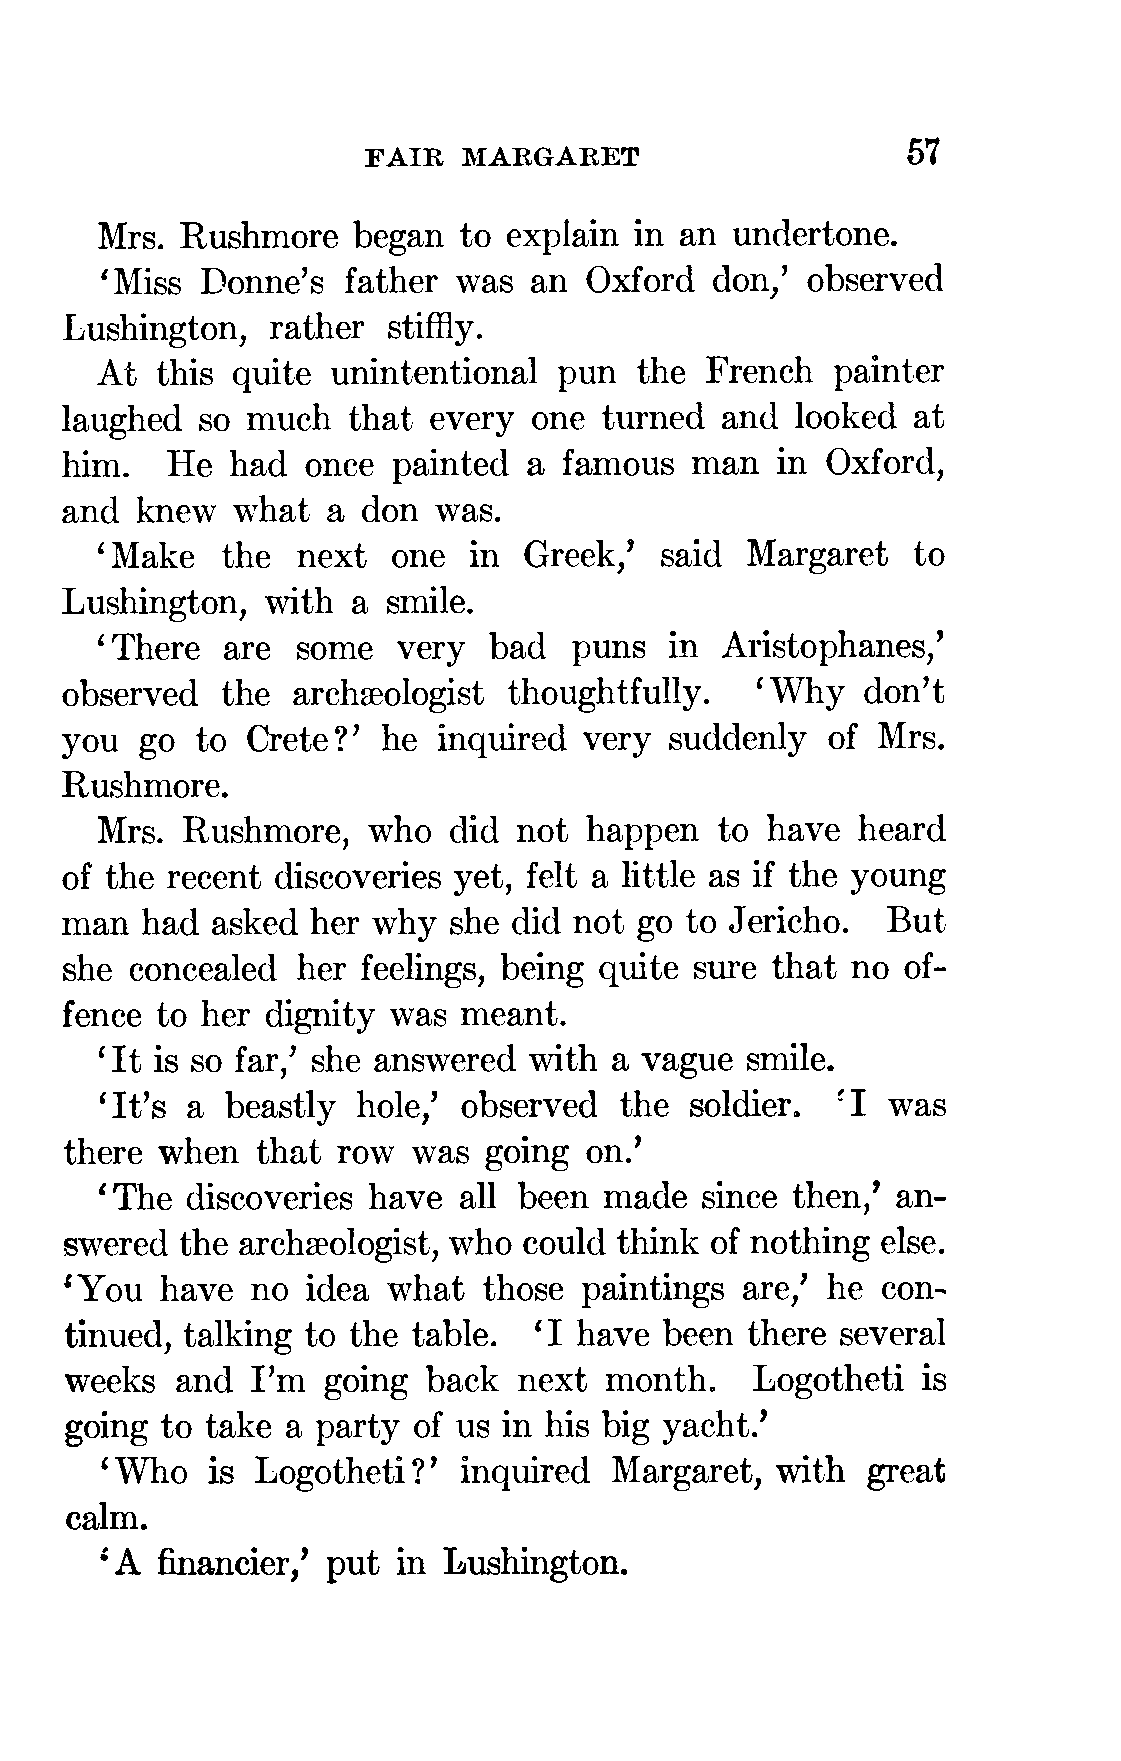 FAIR MARGARET 57
Mrs. Rushmore began to explain in an undertone.
'Miss Donne's father was an Oxford don,' observed
Lushington, rather stiffly.
At this quite unintentional pun the French painter
laughed so much that every one turned and looked at
him. He had once painted a famous man in Oxford,
and knew what a don was.
'Make the next one in Greek,' said Margaret to
Lushington, with a smile.
'There are some very bad puns in Aristophanes,'
observed the archæologist thoughtfully. 'Why don't
you go to Crete?' he inquired very suddenly of Mrs.
Rushmore.
Mrs. Rushmore, who did not happen to have heard
of the recent discoveries yet, felt a little as if the young
man had asked her why she did not go to Jericho. But
she concealed her feelings, being quite sure that no of-
fence to her dignity was meant.
'It is so far,' she answered with a vague smile.
'It's a beastly hole,' observed the soldier. 'I was
there when that row was going on.'
'The discoveries have all been made since then,' an-
swered the archæologist, who could think of nothing else.
'You have no idea what those paintings are,' he con-
tinued, talking to the table. 'I have been there several
weeks and I'm going back next month. Logotheti is
going to take a party of us in his big yacht.'
'Who is Logotheti?' inquired Margaret, with great
calm.
'A financier,' put in Lushington.